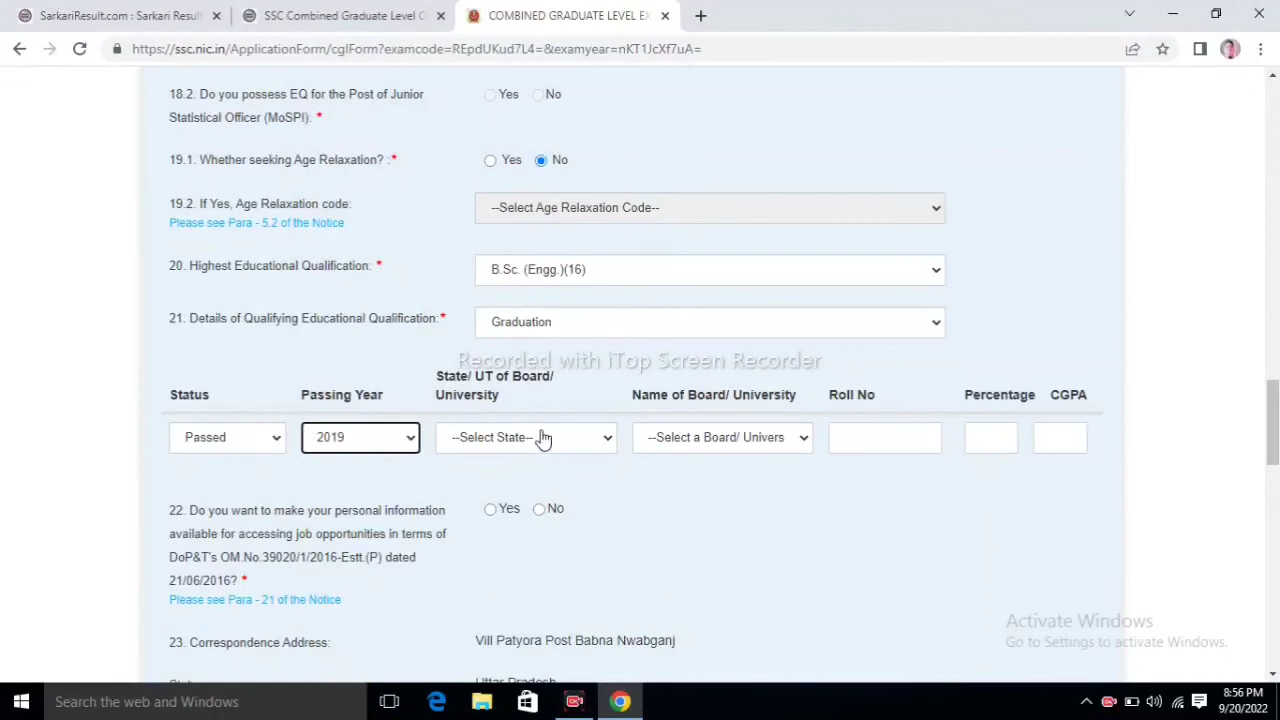 SarkariResult.com : Sarkari Result
SSC Combined Graduate Level C
COMBINED GRADUATE LEVEL EX
https://ssc.nic.in/ApplicationForm/cglForm?examcode=REpdUKud7L4=&examyear=nKT1JcXf7uA=
18.2. Do you possess EQ for the Post of Junior
Statistical Officer (MoSPI). *
Yes No
19.1. Whether seeking Age Relaxation? :*
Yes No
19.2. If Yes, Age Relaxation code:
Please see Para - 5.2 of the Notice
--Select Age Relaxation Code--
20. Highest Educational Qualification: *
B.Sc. (Engg.)(16)
21. Details of Qualifying Educational Qualification:*
Graduation
Recorded with iTop Screen Recorder
Status
Passing Year
State/ UT of Board/
University
Name of Board/ University
Roll No
Percentage
CGPA
Passed
2019
--Select State--
--Select a Board/ Univers
22. Do you want to make your personal information
available for accessing job opportunities in terms of
DoP&T's OM.No.39020/1/2016-Estt.(P) dated
21/06/2016? *
Please see Para - 21 of the Notice
Yes No
23. Correspondence Address:
Vill Patyora Post Babna Nwabganj
Uttar Pradesh
Activate Windows
Go to Settings to activate Windows.
Search the web and Windows
8:56 PM
9/20/2022